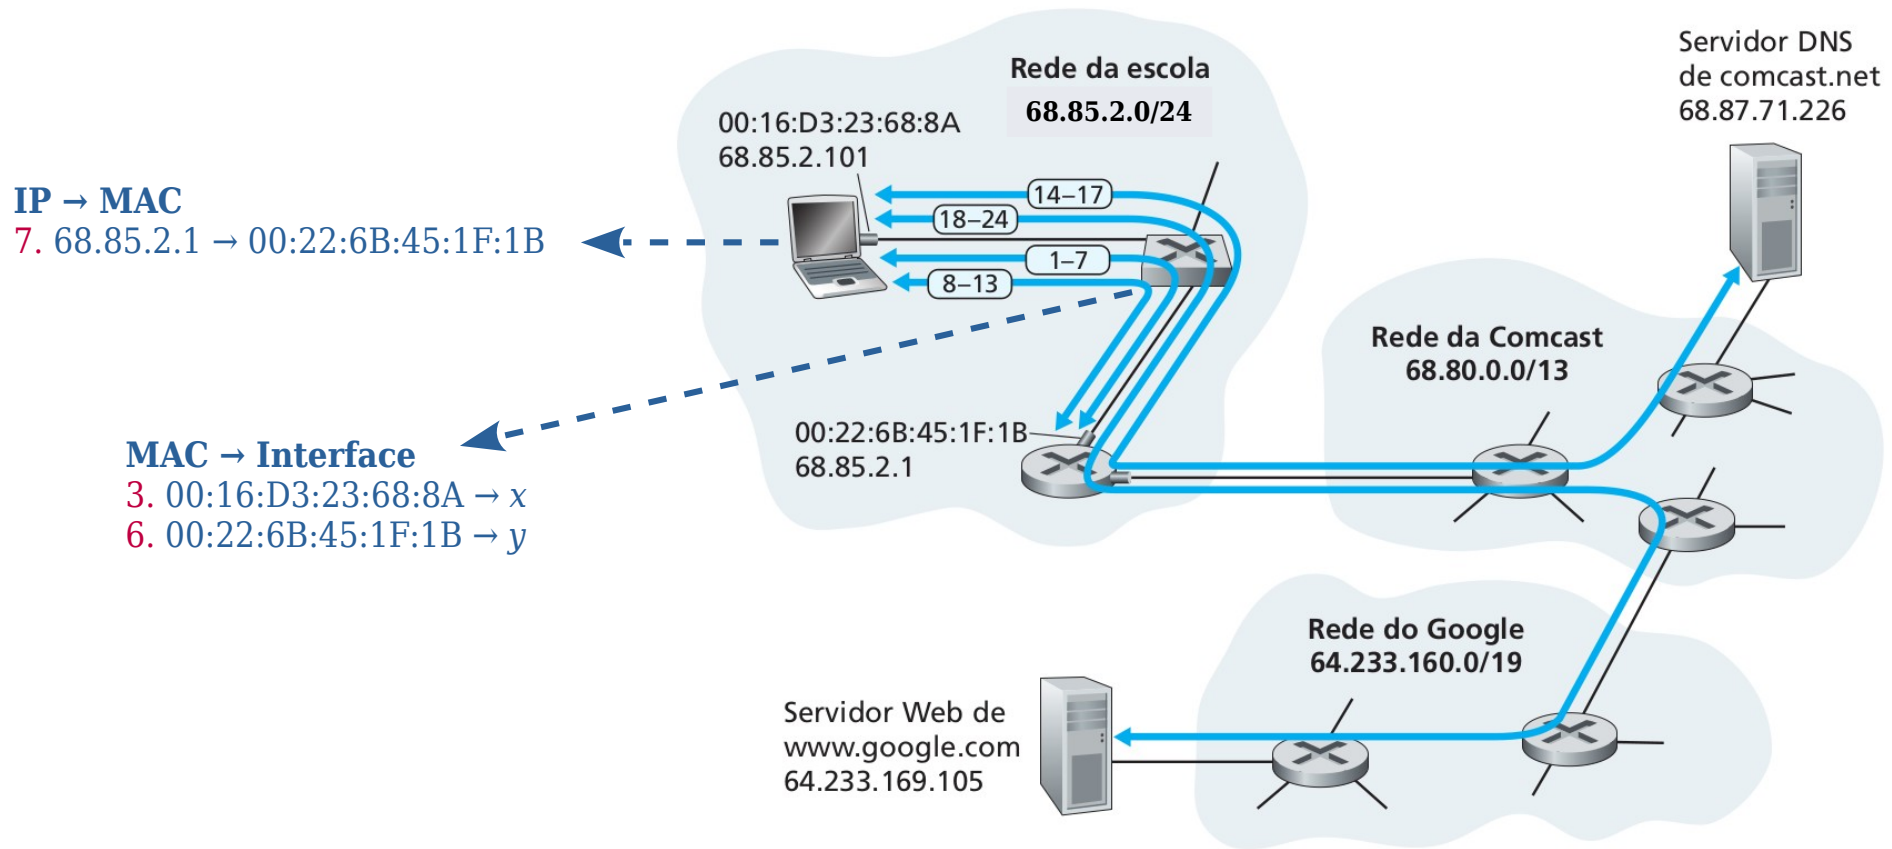 Servidor DNS
de comcast.net
68.87.71.226
Rede da escola
68.85.2.0/24
00:16:D3:23:68:8A
68.85.2.101
IP → MAC
7. 68.85.2.1 → 00:22:6B:45:1F:1B
14–17
18–24
1–7
8–13
Rede da Comcast
68.80.0.0/13
00:22:6B:45:1F:1B
68.85.2.1
MAC → Interface
3. 00:16:D3:23:68:8A → x
6. 00:22:6B:45:1F:1B → y
Rede do Google
64.233.160.0/19
Servidor Web de
www.google.com
64.233.169.105